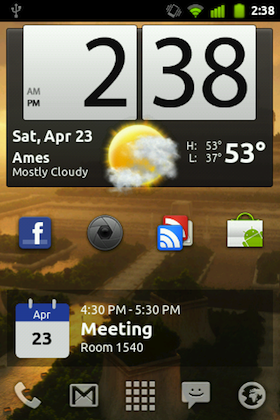 2:38
AM
PM
2 38
Sat, Apr 23
Ames
Mostly Cloudy
H: 53°
L: 37°
53°
f
Apr
23
4:30 PM - 5:30 PM
Meeting
Room 1540